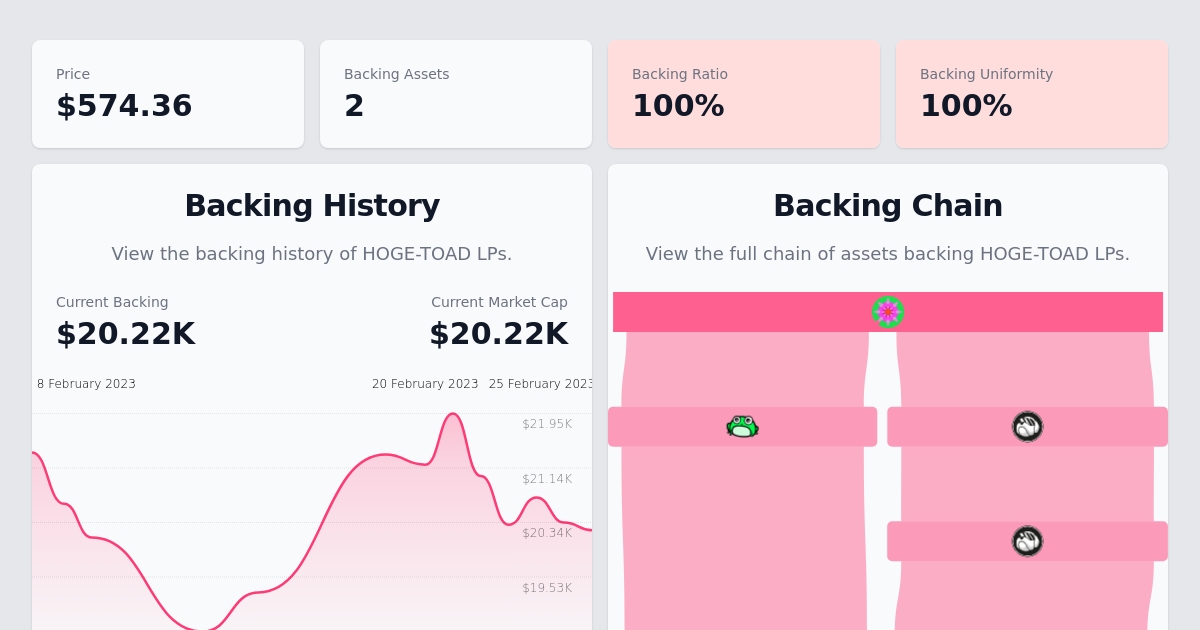 Price
$574.36
Backing Assets
2
Backing Ratio
100%
Backing Uniformity
100%
Backing History
View the backing history of HOGE-TOAD LPs.
Current Backing
$20.22K
Current Market Cap
$20.22K
8 February 2023
20 February 2023
25 February 2023
$21.95K
$21.14K
$20.34K
$19.53K
Backing Chain
View the full chain of assets backing HOGE-TOAD LPs.